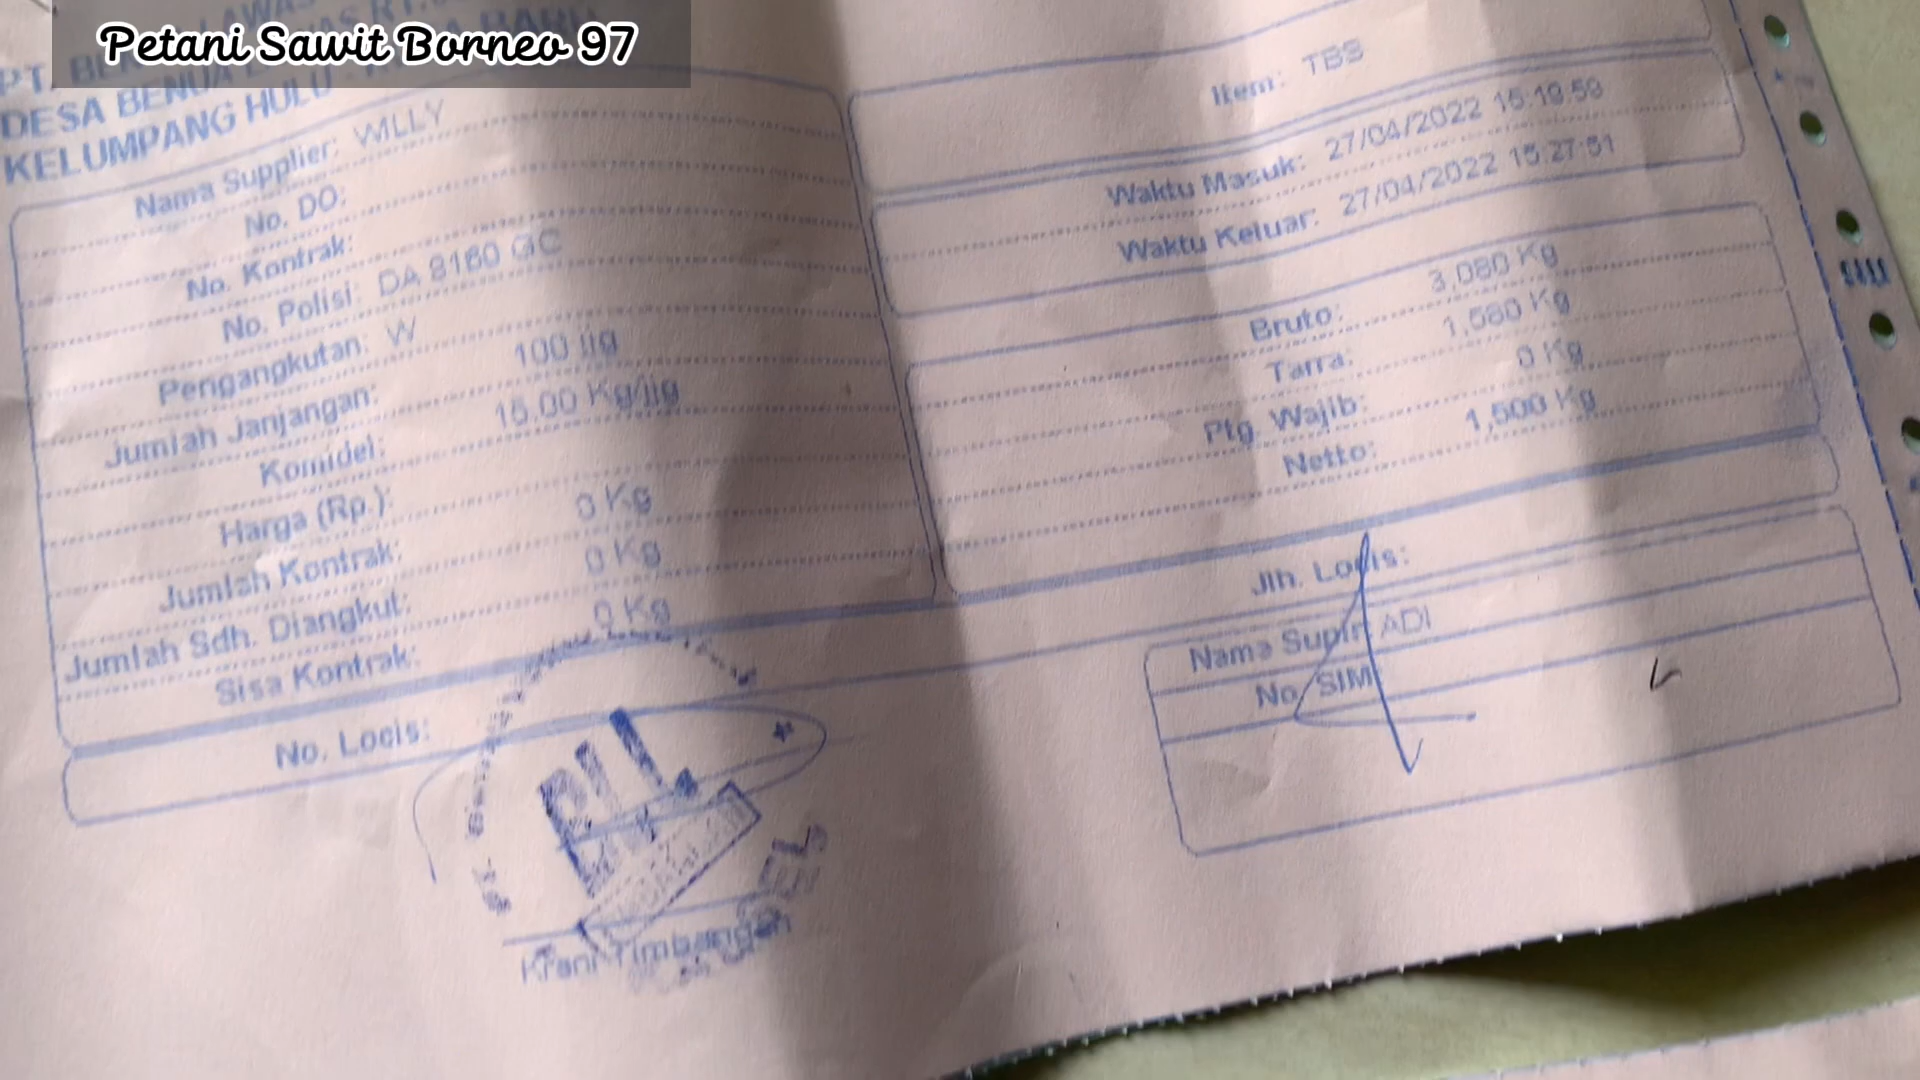 Petani Sawit Borneo 97
PT
DESA BENUA
KELUMPANG HULU
Nama Supplier: WILLY
No. DO:
No. Kontrak:
No. Polisi: DA 8160 GC
Pengangkutan: W
Jumlah Janjangan: 100 jjg
Komidel: 15.00 Kg/jjg
Harga (Rp.):
Jumlah Kontrak: 0 Kg
Jumlah Sdh. Diangkut: 0 Kg
Sisa Kontrak: 0 Kg
No. Locis:
Item: TBS
Waktu Masuk: 27/04/2022 15:19:59
Waktu Keluar: 27/04/2022 15:27:51
Bruto: 3,080 Kg
Tarra: 1,580 Kg
Ptg. Wajib: 0 Kg
Netto: 1,500 Kg
Jlh. Locis:
Nama Supir: ADI
No. SIM
Krani Timbangan